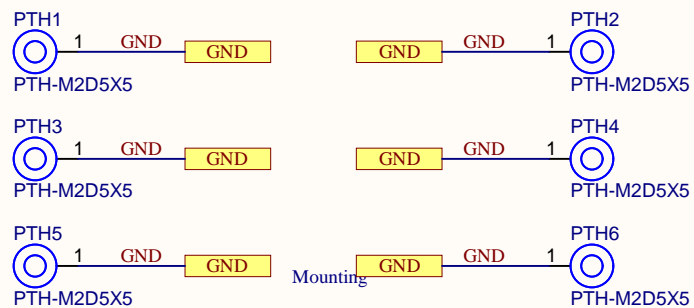 PTH1 PTH2
1 GND GND GND 1
PTH-M2D5X5 PTH-M2D5X5
PTH3 PTH4
1 GND GND GND GND 1
PTH-M2D5X5 PTH-M2D5X5
PTH5 PTH6
1 GND GND GND GND 1
Mounting
PTH-M2D5X5 PTH-M2D5X5